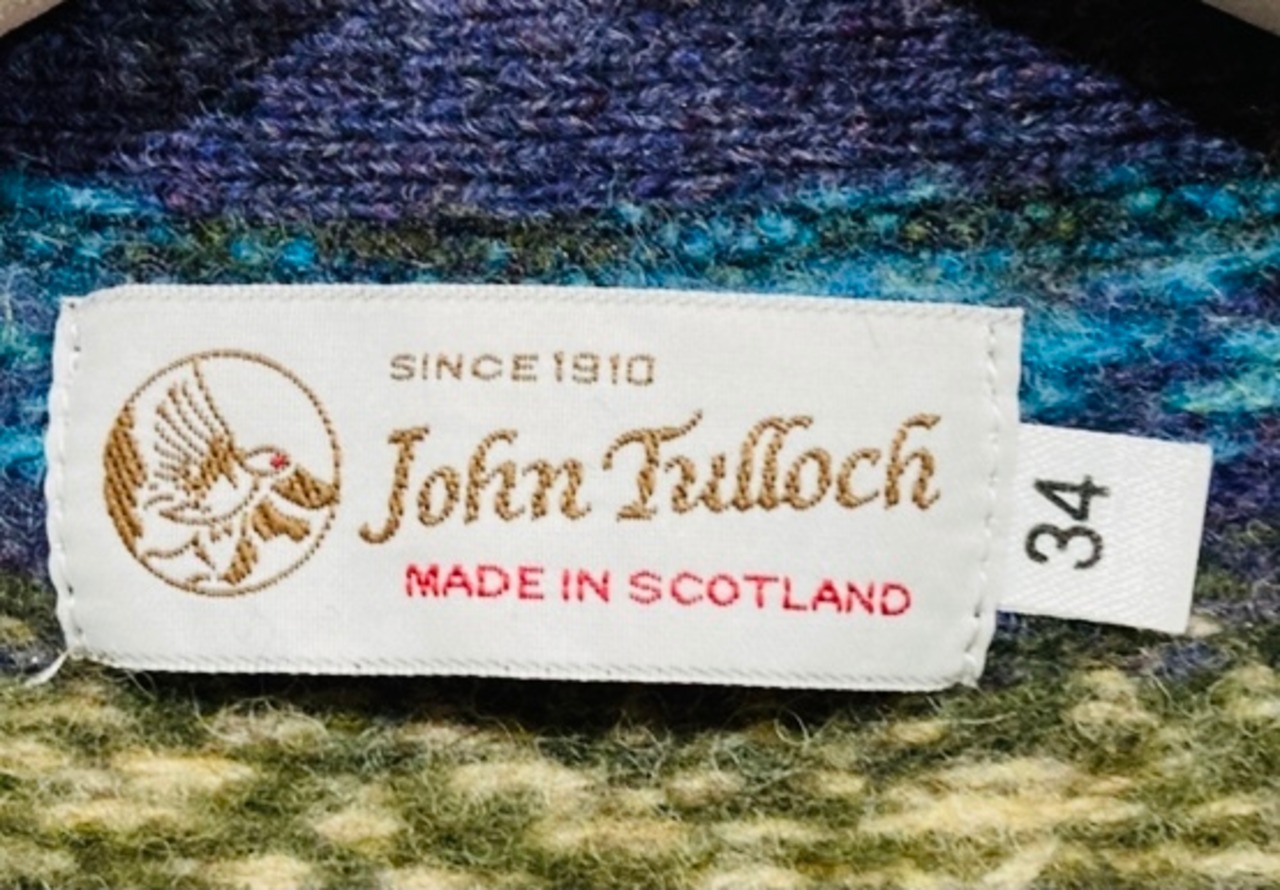 SINCE 1910
John Tulloch
MADE IN SCOTLAND
34